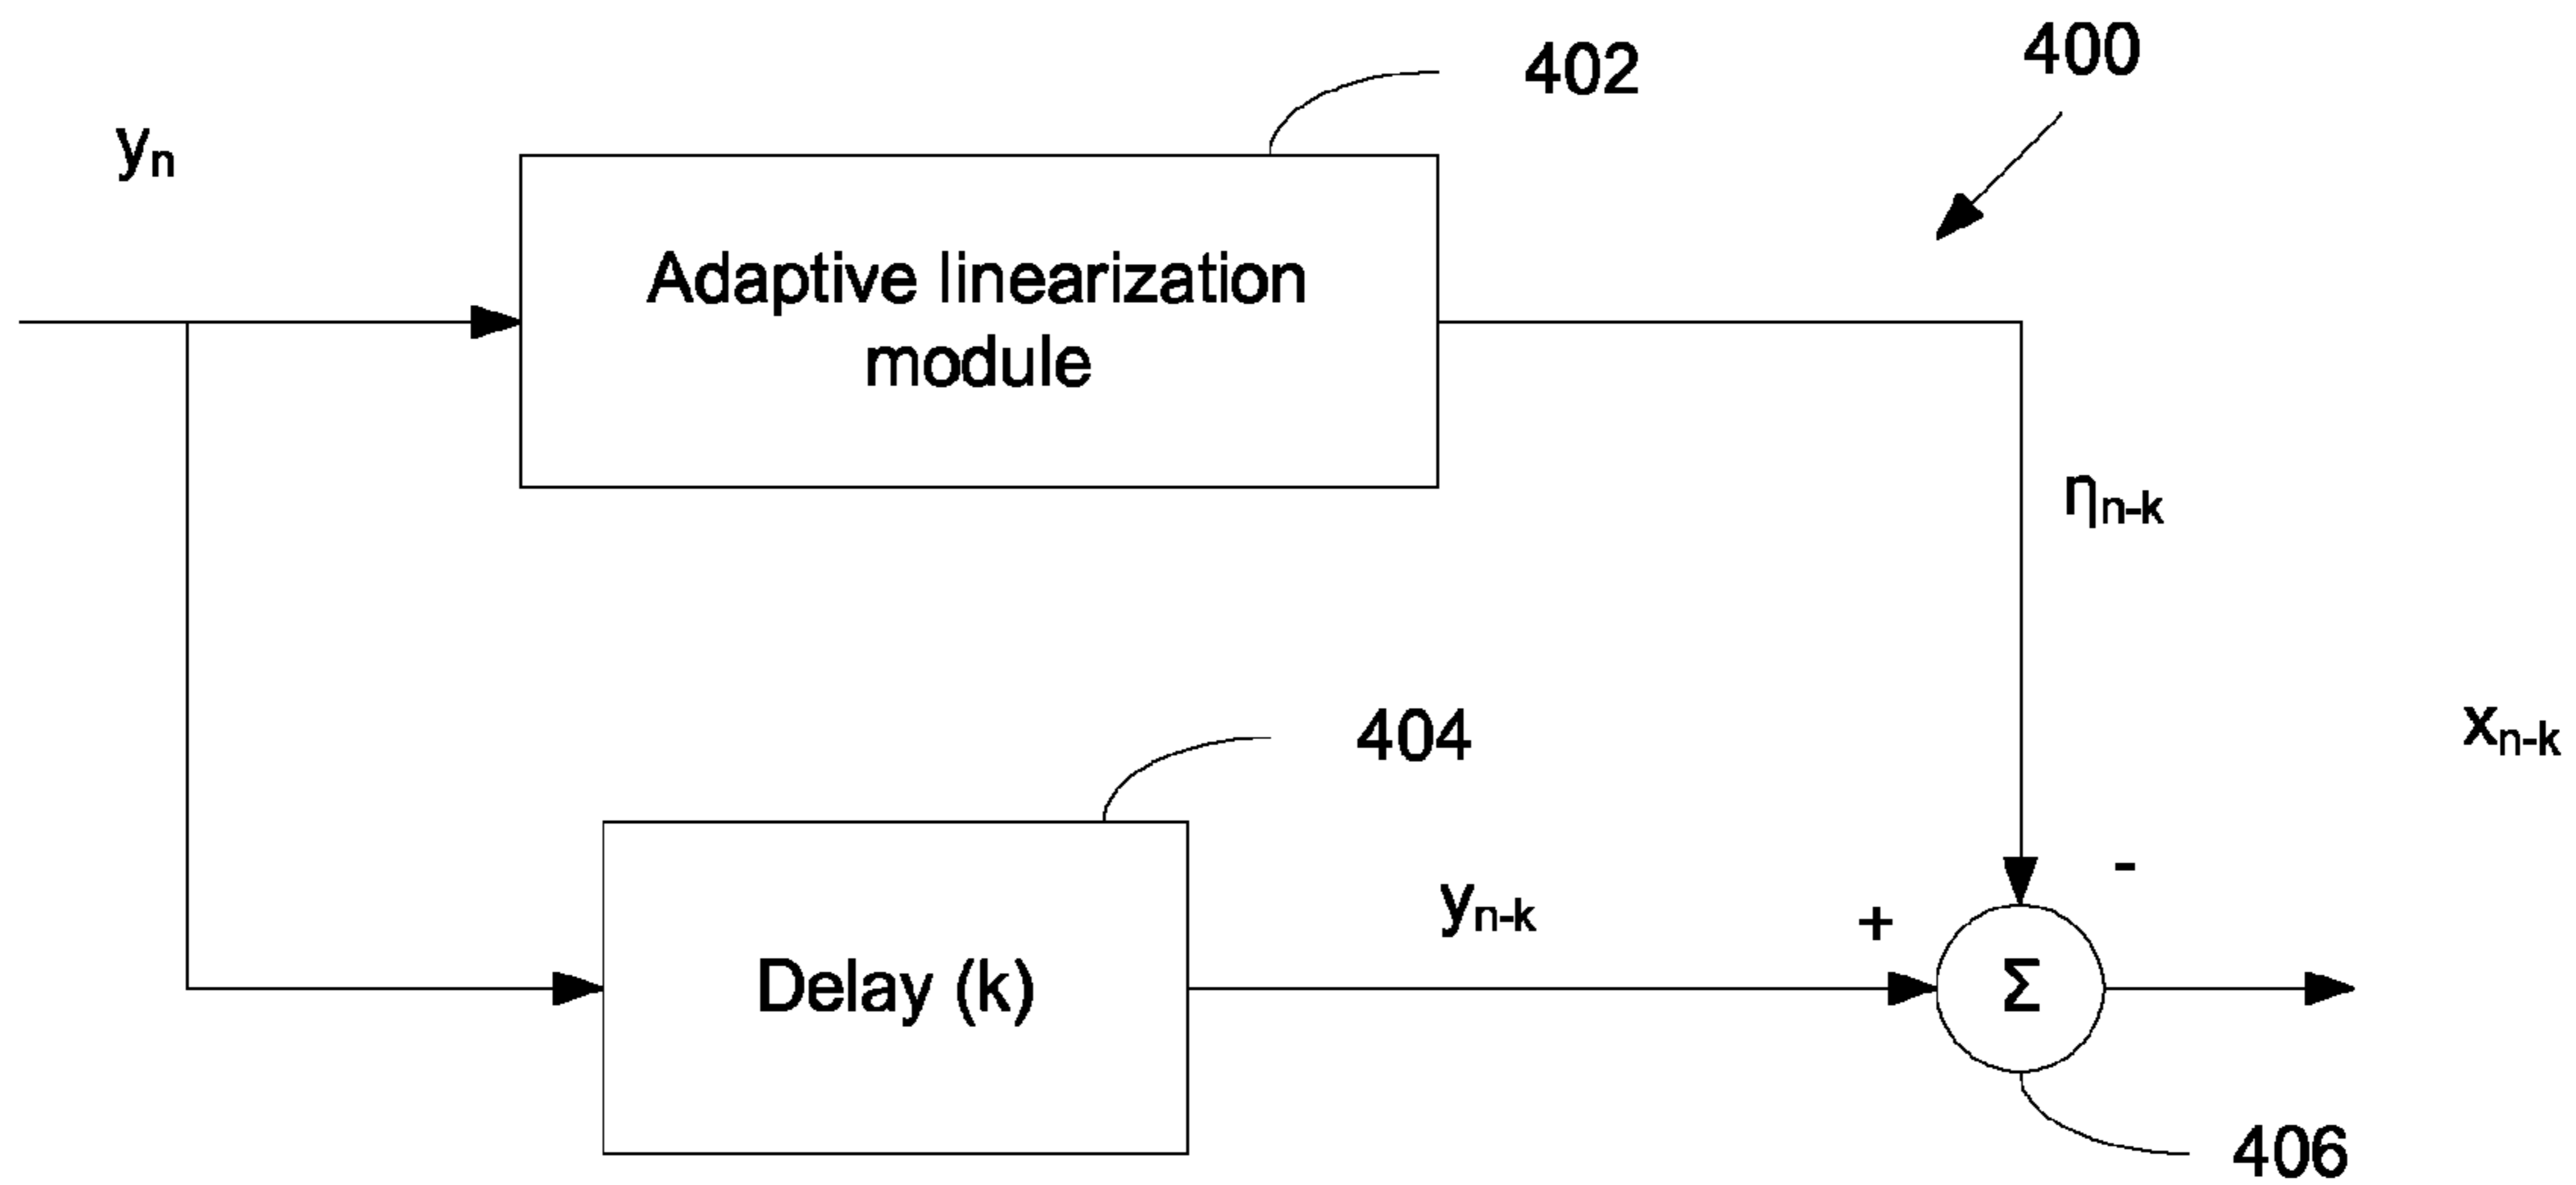 400
402
yₙ
Adaptive linearization
module
ηₙ₋ₖ
404
xₙ₋ₖ
yₙ₋ₖ
-
+
Delay (k)
Σ
406